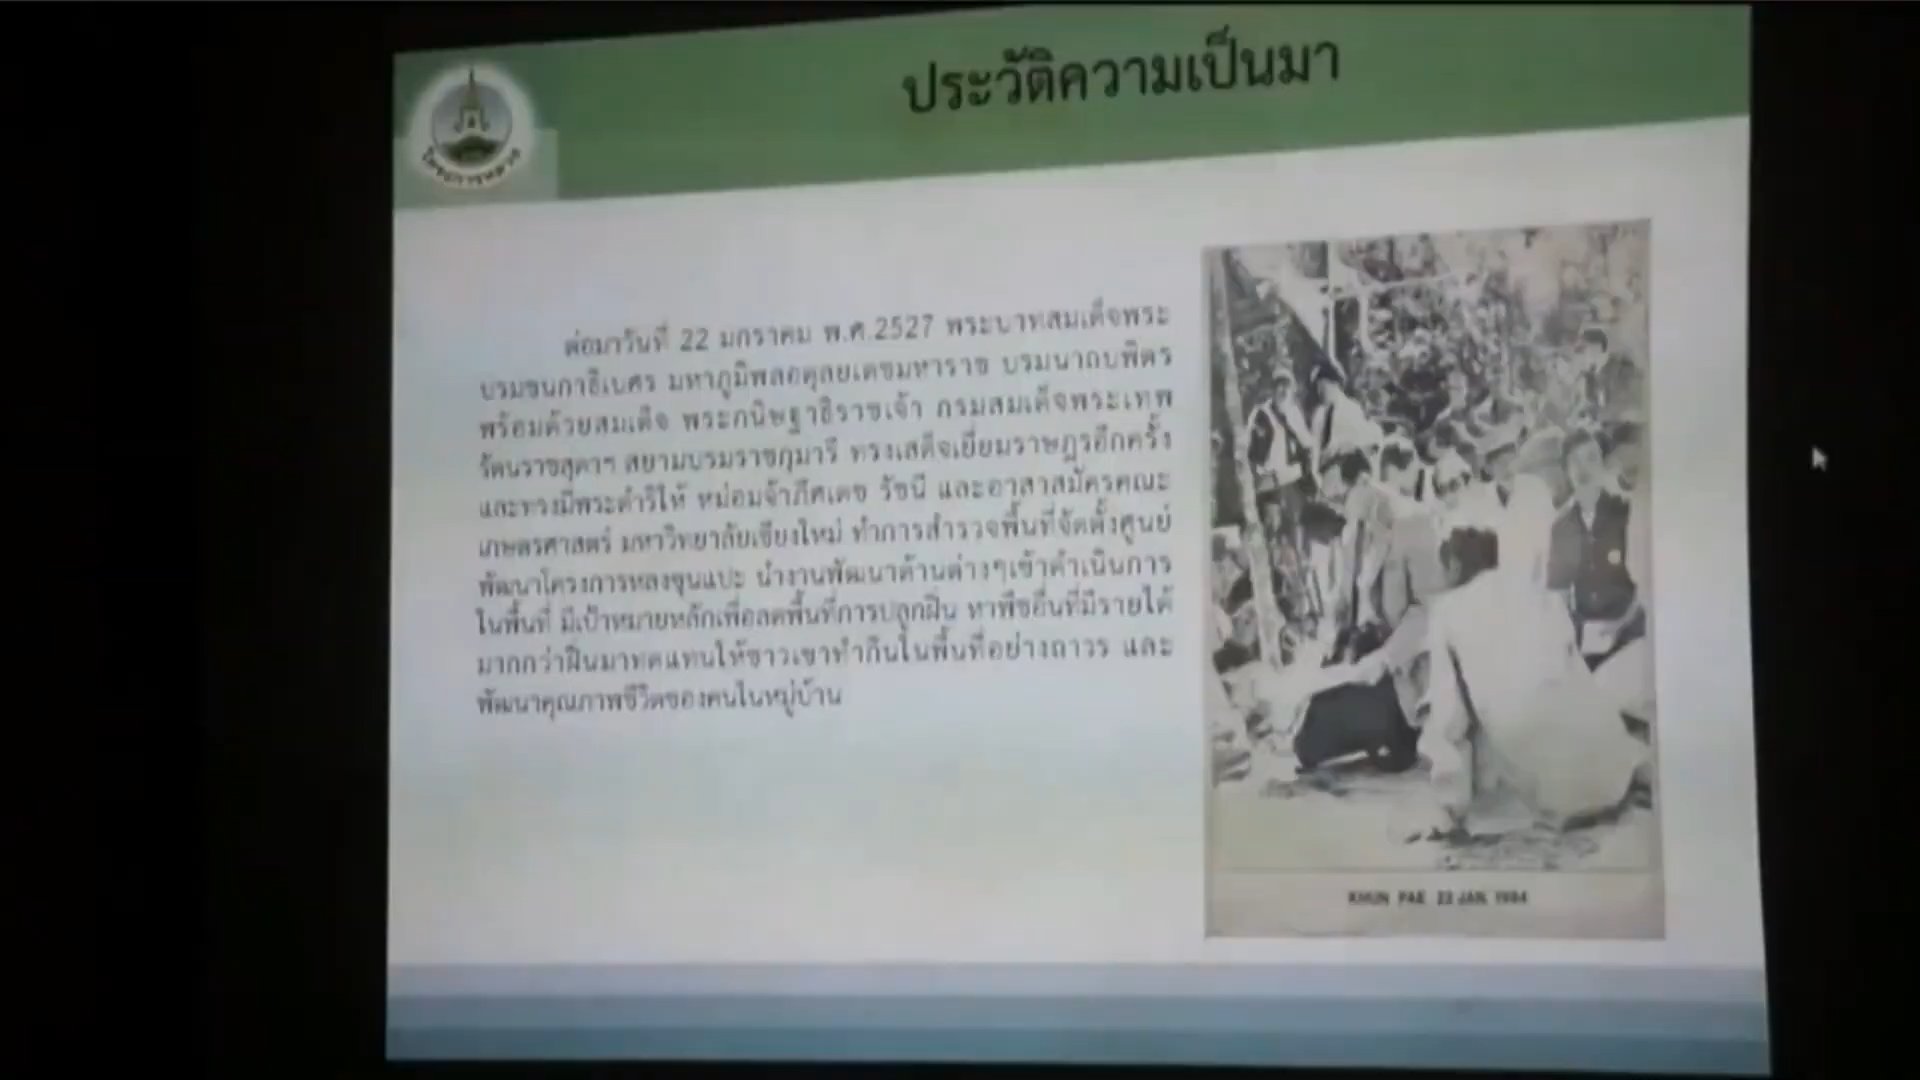 ประวัติความเป็นมา
โครงการหลวง
ต่อมาวันที่ 22 มกราคม พ.ศ.2527 พระบาทสมเด็จพระ
บรมชนกาธิเบศร มหาภูมิพลอดุลยเดชมหาราช บรมนาถบพิตร
พร้อมด้วยสมเด็จ พระกนิษฐาธิราชเจ้า กรมสมเด็จพระเทพ
รัตนราชสุดาฯ สยามบรมราชกุมารี ทรงเสด็จเยี่ยมราษฎรอีกครั้ง
และทรงมีพระดำริให้ หม่อมจ้าภีศเดช รัชนี และอาสาสมัครคณะ
เกษตรศาสตร์ มหาวิทยาลัยเชียงใหม่ ทำการสำรวจพื้นที่จัดตั้งศูนย์
พัฒนาโครงการหลงขุนแปะ นำงานพัฒนาด้านต่างๆเข้าดำเนินการ
ในพื้นที่ มีเป้าหมายหลักเพื่อลดพื้นที่การปลูกฝิ่น หาพืชอื่นที่มีรายได้
มากกว่าฝิ่นมาทดแทนให้ชาวเขาทำกินในพื้นที่อย่างถาวร และ
พัฒนาคุณภาพชีวิตของคนในหมู่บ้าน
KHUN PAE 22 JAN 1984